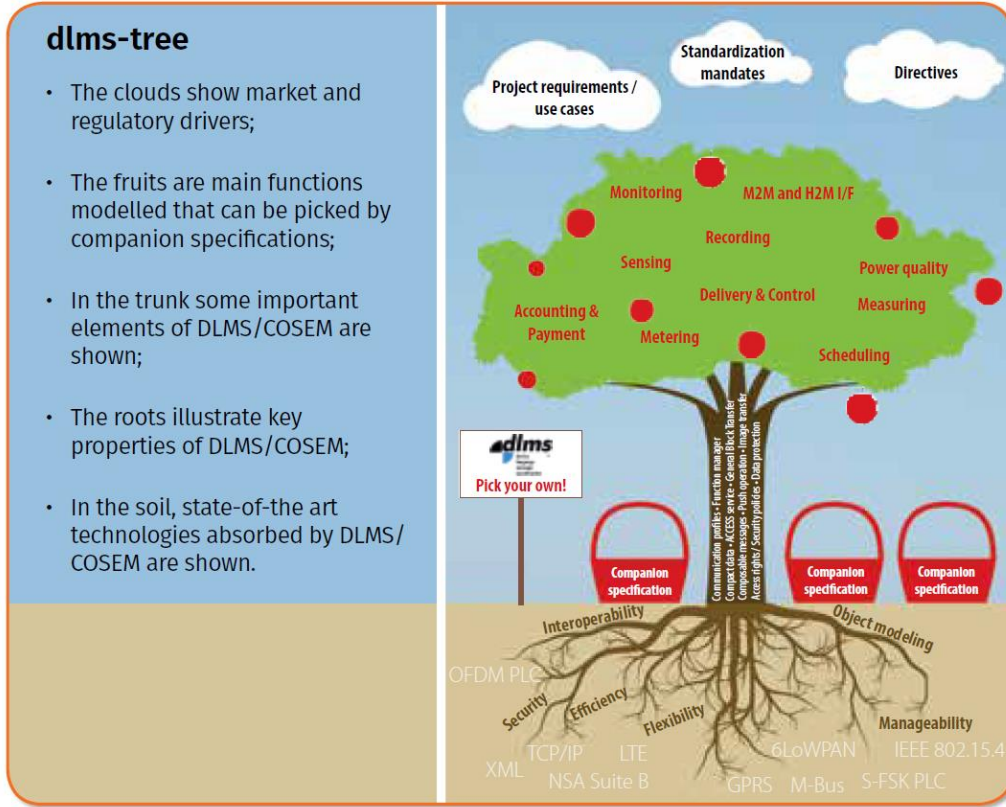 dlms-tree
• The clouds show market and
regulatory drivers;
• The fruits are main functions
modelled that can be picked by
companion specifications;
• In the trunk some important
elements of DLMS/COSEM are
shown;
• The roots illustrate key
properties of DLMS/COSEM;
• In the soil, state-of-the art
technologies absorbed by DLMS/
COSEM are shown.
Project requirements /
use cases
Standardization
mandates
Directives
Monitoring
M2M and H2M I/F
Recording
Sensing
Power quality
Delivery & Control
Measuring
Accounting &
Payment
Metering
Scheduling
dlms
Pick your own!
Communication profiles • Function manager
Compact data • ACCESS service • General Block Transfer
Composable messages • Push operation • Image transfer
Access rights / Security policies • Data protection
Companion
specification
Companion
specification
Companion
specification
Interoperability
Object modeling
OFDM PLC
Security
Efficiency
Flexibility
Manageability
XML
TCP/IP
LTE
6LoWPAN
IEEE 802.15.4
NSA Suite B
GPRS
M-Bus
S-FSK PLC